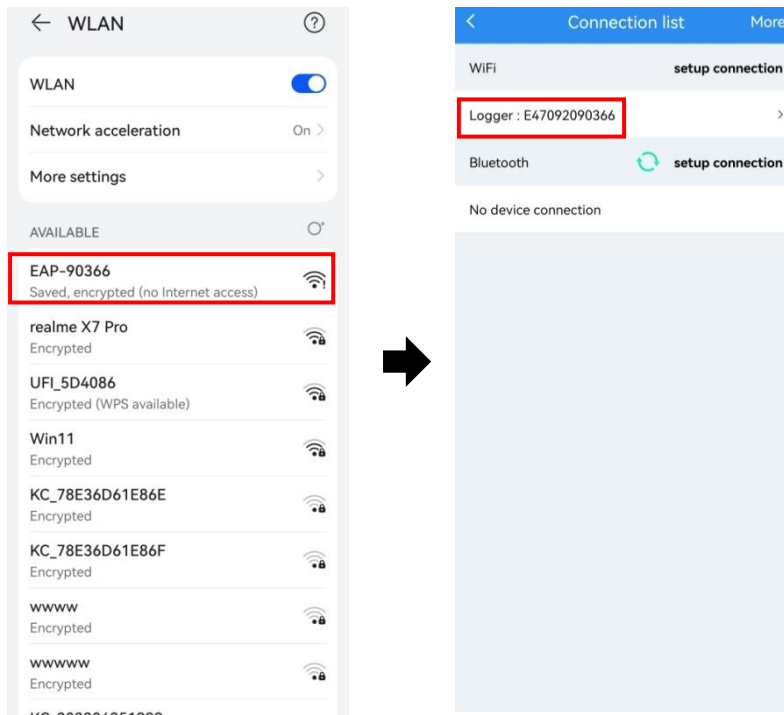 WLAN
WLAN
Network acceleration On
More settings
AVAILABLE
EAP-90366
Saved, encrypted (no Internet access)
realme X7 Pro
Encrypted
UFI_5D4086
Encrypted (WPS available)
Win11
Encrypted
KC_78E36D61E86E
Encrypted
KC_78E36D61E86F
Encrypted
wwww
Encrypted
wwwww
Encrypted
Connection list More
WiFi setup connection
Logger : E47092090366
Bluetooth setup connection
No device connection